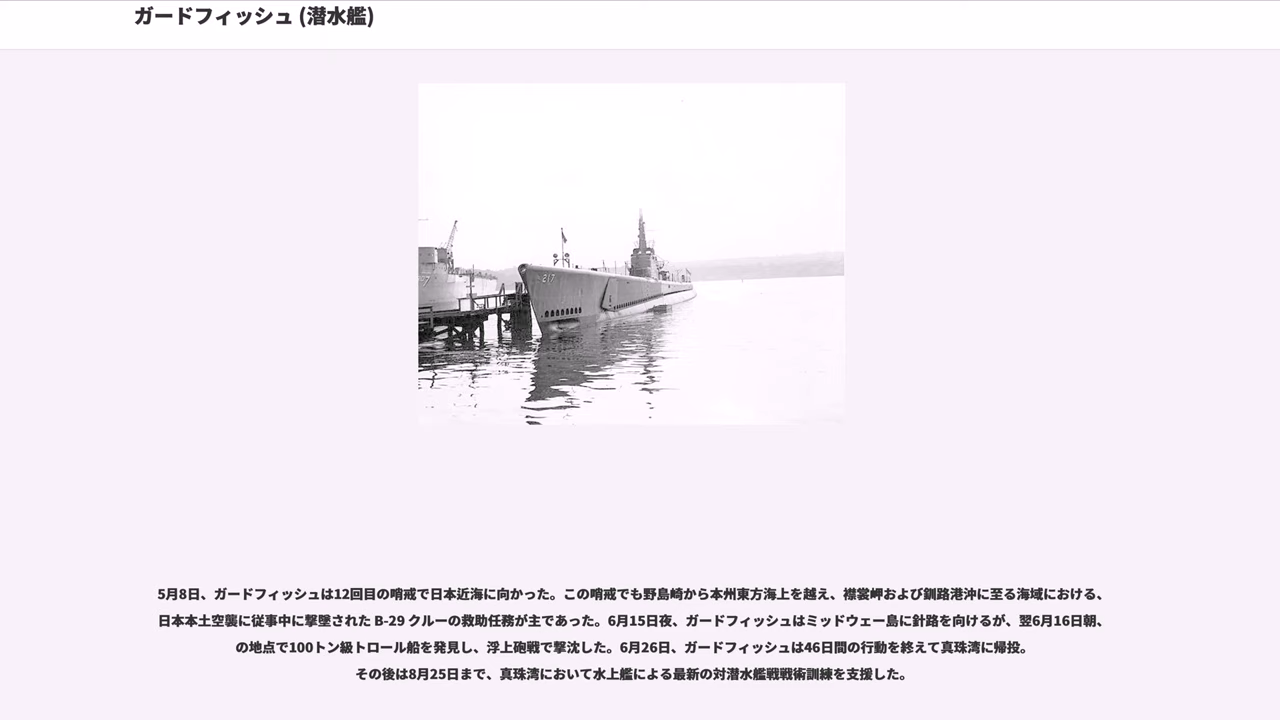 ガードフィッシュ (潜水艦)
217
5月8日、ガードフィッシュは12回目の哨戒で日本近海に向かった。この哨戒でも野島崎から本州東方海上を越え、襟裳岬および釧路港沖に至る海域における、
日本本土空襲に従事中に撃墜された B-29 クルーの救助任務が主であった。6月15日夜、ガードフィッシュはミッドウェー島に針路を向けるが、翌6月16日朝、
の地点で100トン級トロール船を発見し、浮上砲戦で撃沈した。6月26日、ガードフィッシュは46日間の行動を終えて真珠湾に帰投。
その後は8月25日まで、真珠湾において水上艦による最新の対潜水艦戦戦術訓練を支援した。